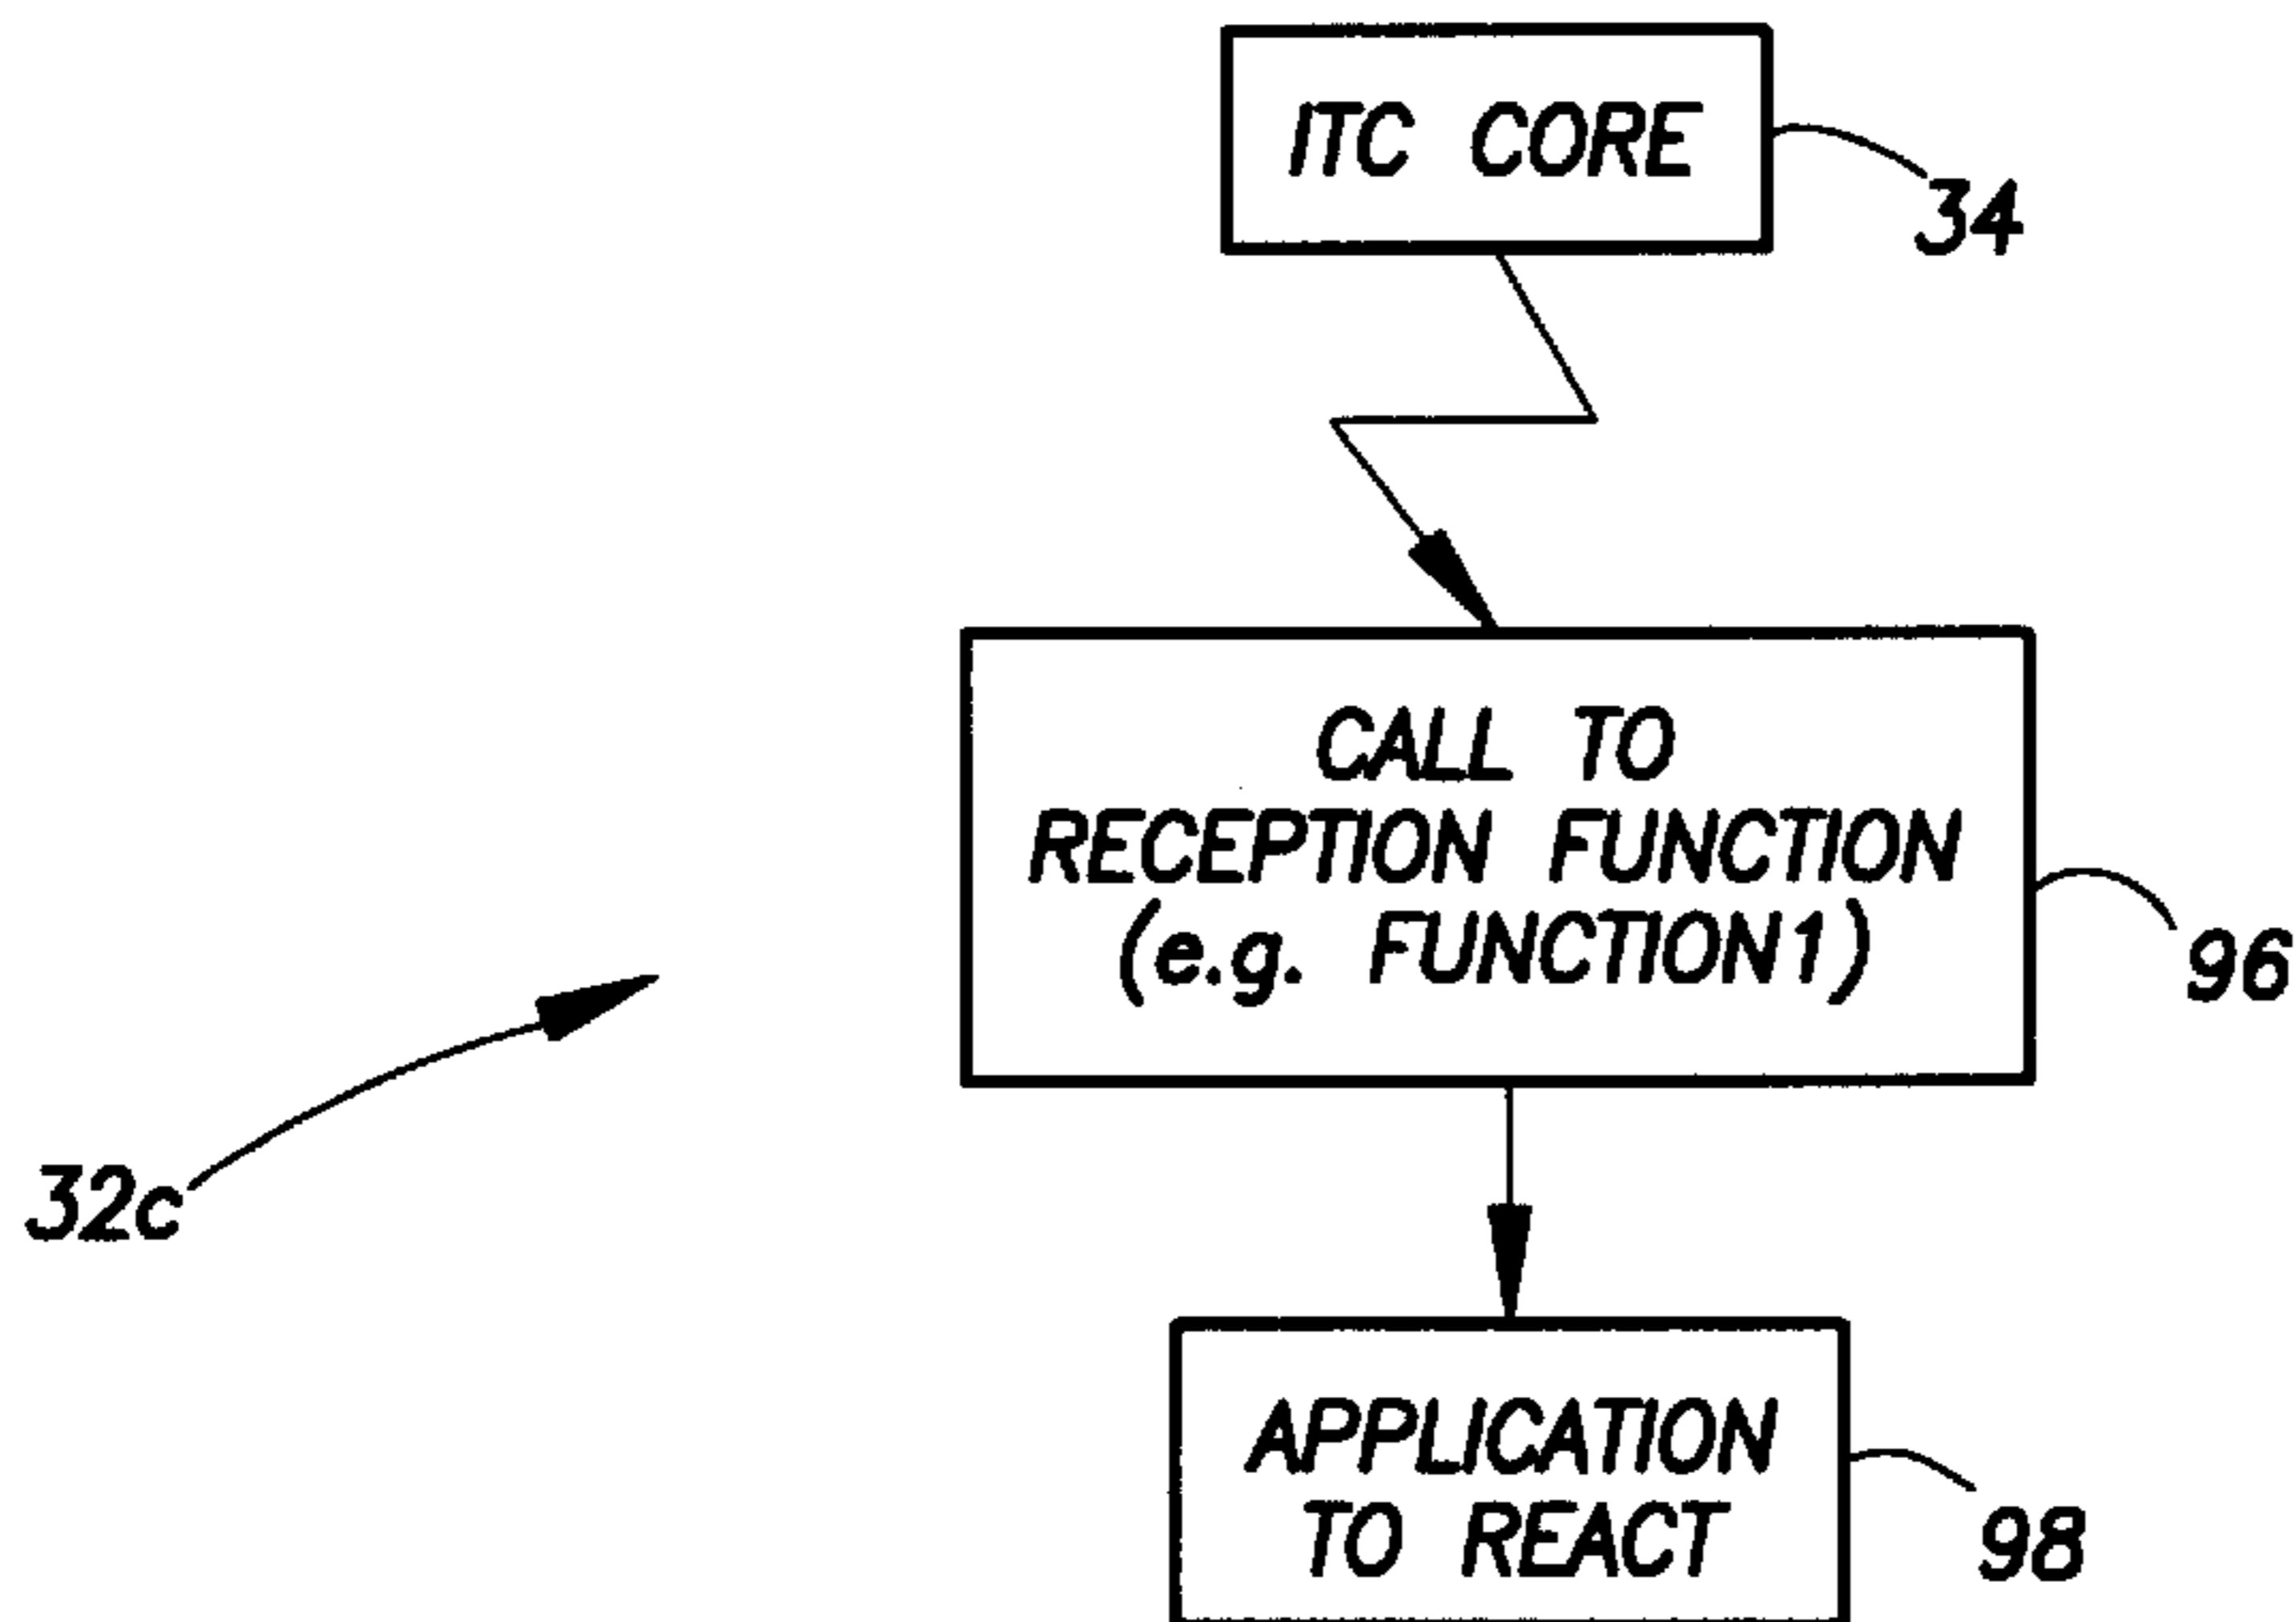 ITC CORE
34
CALL TO
RECEPTION FUNCTION
(e.g. FUNCTION1)
96
32c
APPLICATION
TO REACT
98